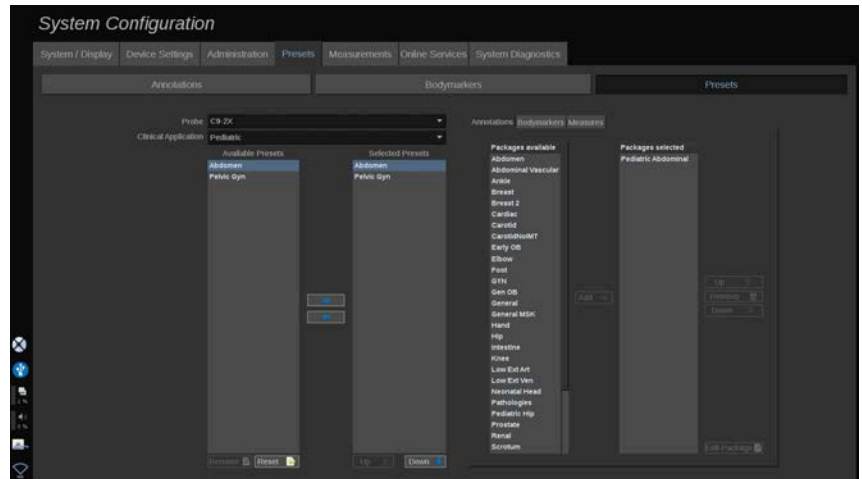 System Configuration
System / Display Device Settings Administration Presets Measurements Online Services System Diagnostics
Annotations Bodymarkers Presets
Probe C9-2X
Clinical Application Pediatric
Available Presets
Abdomen
Pelvic Gyn
Selected Presets
Abdomen
Pelvic Gyn
Remove Reset
Up Down
Annotations Bodymarkers Measures
Packages available
Abdomen
Abdominal Vascular
Ankle
Breast
Breast 2
Cardiac
Carotid
CarotidNoIMT
Early OB
Elbow
Foot
GYN
Gen OB
General
General MSK
Hand
Hip
Intestine
Knee
Low Ext Art
Low Ext Ven
Neonatal Head
Pathologies
Pediatric Hip
Prostate
Renal
Scrotum
Add
Packages selected
Pediatric Abdominal
Up
Remove
Down
Edit Package